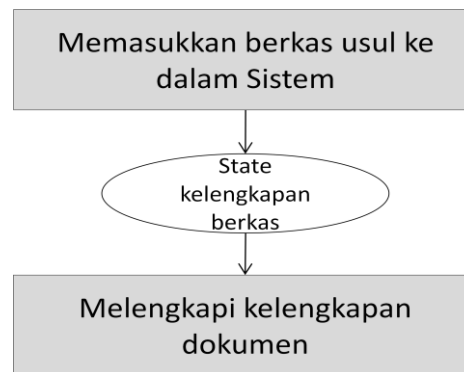 Memasukkan berkas usul ke
dalam Sistem
State
kelengkapan
berkas
Melengkapi kelengkapan
dokumen